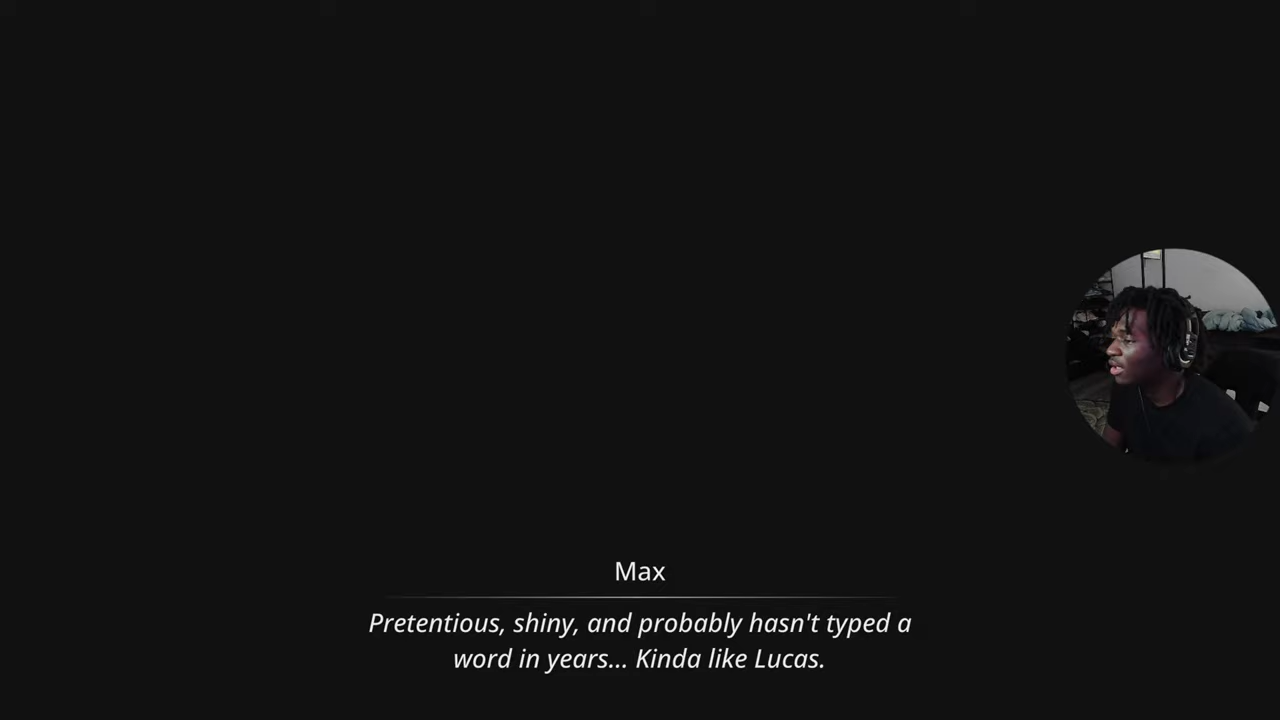 Max
Pretentious, shiny, and probably hasn't typed a
word in years... Kinda like Lucas.